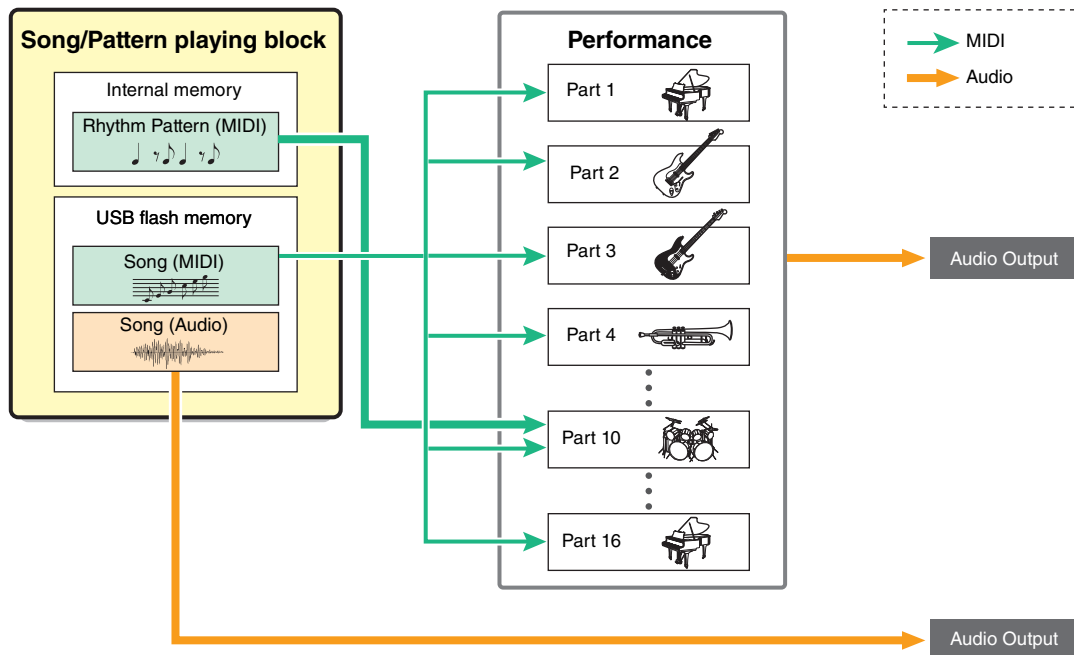 Song/Pattern playing block
Internal memory
Rhythm Pattern (MIDI)
USB flash memory
Song (MIDI)
Song (Audio)
Performance
Part 1
Part 2
Part 3
Part 4
Part 10
Part 16
MIDI
Audio
Audio Output
Audio Output